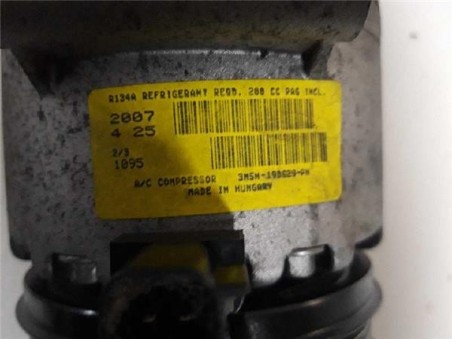 R134A REFRIGERANT REQD. 200 CC PAG INCL.
2007
4 25
2/3
1095
A/C COMPRESSOR
MADE IN HUNGARY